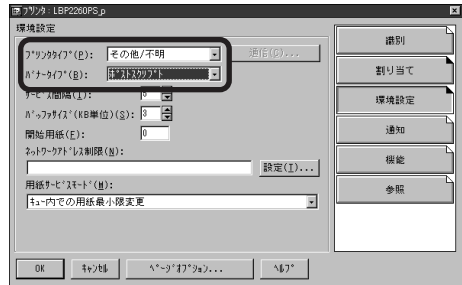 プリンタ : LBP2260PS_p
環境設定
プリンタタイプ(P): その他/不明 通信(C)...
バナータイプ(B): ポストスクリプト
サービス間隔(I): 6
バッファサイズ(KB単位)(S): 3
開始用紙(F): 0
ネットワークアドレス制限(N):
設定(T)...
用紙サービスモード(M):
キュー内での用紙最小限変更
OK キャンセル ページオプション... ヘルプ
識別
割り当て
環境設定
通知
機能
参照